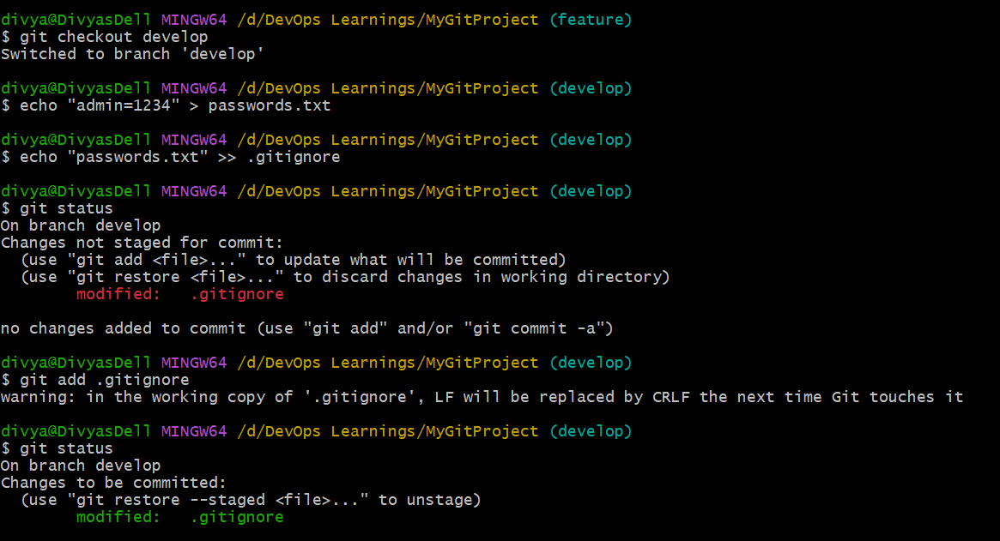 divya@DivyasDell MINGW64 /d/DevOps Learnings/MyGitProject (feature)
$ git checkout develop
Switched to branch 'develop'
divya@DivyasDell MINGW64 /d/DevOps Learnings/MyGitProject (develop)
$ echo "admin=1234" > passwords.txt
divya@DivyasDell MINGW64 /d/DevOps Learnings/MyGitProject (develop)
$ echo "passwords.txt" >> .gitignore
divya@DivyasDell MINGW64 /d/DevOps Learnings/MyGitProject (develop)
$ git status
On branch develop
Changes not staged for commit:
  (use "git add <file>..." to update what will be committed)
  (use "git restore <file>..." to discard changes in working directory)
        modified:   .gitignore
no changes added to commit (use "git add" and/or "git commit -a")
divya@DivyasDell MINGW64 /d/DevOps Learnings/MyGitProject (develop)
$ git add .gitignore
warning: in the working copy of '.gitignore', LF will be replaced by CRLF the next time Git touches it
divya@DivyasDell MINGW64 /d/DevOps Learnings/MyGitProject (develop)
$ git status
On branch develop
Changes to be committed:
  (use "git restore --staged <file>..." to unstage)
        modified:   .gitignore